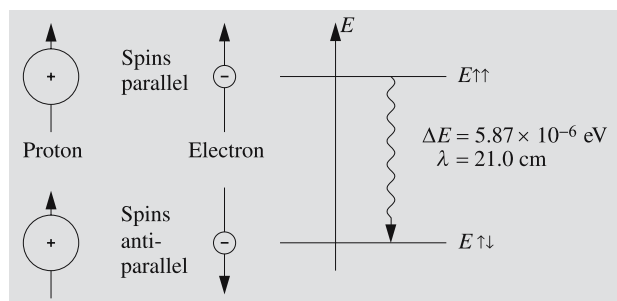 E
+
Spins
parallel
−
E↑↑
Proton
Electron
ΔE = 5.87 × 10⁻⁶ eV
λ = 21.0 cm
+
Spins
anti-
parallel
−
E↑↓